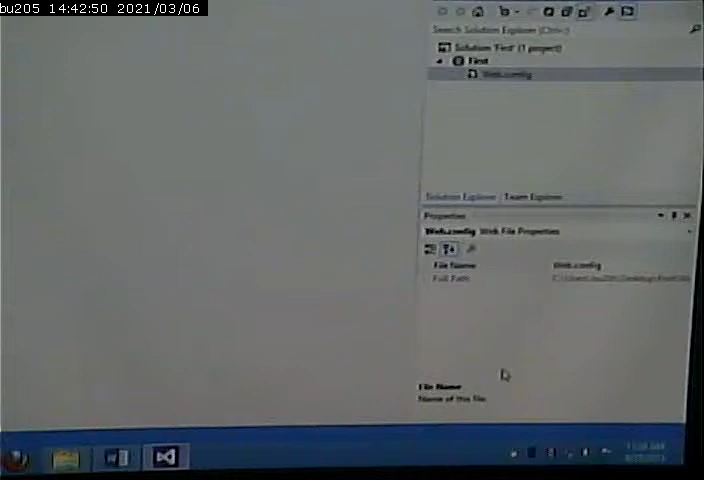 bu205 14:42:50 2021/03/06
Search Solution Explorer (Ctrl+;)
Solution 'First' (1 project)
First
Web.config
Solution Explorer Team Explorer
Properties
Web.config Web File Properties
File Name Web.config
Full Path
File Name
Name of this file